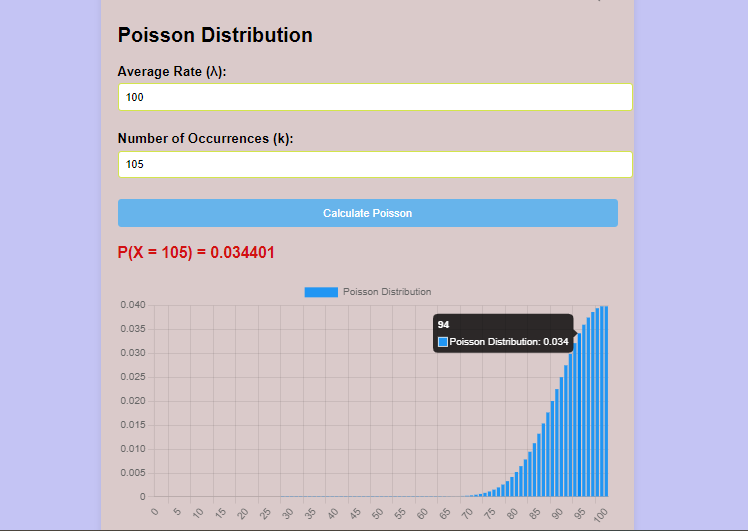 Poisson Distribution
Average Rate (λ):
100
Number of Occurrences (k):
105
Calculate Poisson
P(X = 105) = 0.034401
Poisson Distribution
0.040
0.035
0.030
0.025
0.020
0.015
0.010
0.005
0
94
Poisson Distribution: 0.034
0 5 10 15 20 25 30 35 40 45 50 55 60 65 70 75 80 85 90 95 100